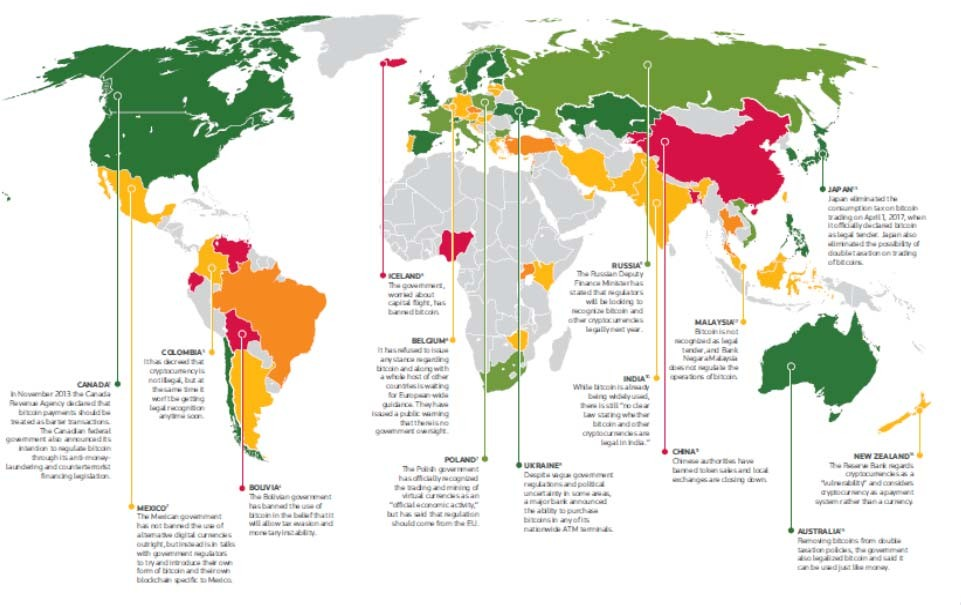 CANADA
In November 2013 the Canada
Revenue Agency declared that
bitcoin payments should be
treated as barter transactions.
The Canadian federal
government also announced its
intention to regulate bitcoin
through its anti-money-
laundering and counterterrorist
financing legislation.
MEXICO
The Mexican government
has not banned the use of
alternative digital currencies
outright, but instead is in talks
with government regulators
to try and introduce their own
form of bitcoin and their own
blockchain specific to Mexico.
COLOMBIA
It has decreed that
cryptocurrency is
not illegal, but at
the same time it
won't be getting
legal recognition
anytime soon.
BOLIVIA
The Bolivian government
has banned the use of
bitcoin in the belief that it
will allow tax evasion and
monetary instability.
ICELAND
The government,
worried about
capital flight, has
banned bitcoin.
BELGIUM
It has refused to issue
any stance regarding
bitcoin and along with
a whole host of other
countries is waiting
for European-wide
guidance. They have
issued a public warning
that there is no
government oversight.
POLAND
The Polish government
has officially recognized
the trading and mining of
virtual currencies as an
"official economic activity,"
but has said that regulation
should come from the EU.
UKRAINE
Despite vague government
regulations and political
uncertainty in some areas,
a major bank announced
the ability to purchase
bitcoins in any of its
nationwide ATM terminals.
RUSSIA
The Russian Deputy
Finance Minister has
stated that regulators
will be looking to
recognize bitcoin and
other cryptocurrencies
legally next year.
INDIA
While bitcoin is already
being widely used,
there is still "no clear
law stating whether
bitcoin and other
cryptocurrencies are
legal in India."
CHINA
Chinese authorities have
banned token sales and local
exchanges are closing down.
MALAYSIA
Bitcoin is not
recognized as legal
tender, and Bank
Negara Malaysia
does not regulate the
operations of bitcoin.
JAPAN
Japan eliminated the
consumption tax on bitcoin
trading on April 1, 2017, when
it officially declared bitcoin
as legal tender. Japan also
eliminated the possibility of
double taxation on trading
of bitcoins.
NEW ZEALAND
The Reserve Bank regards
cryptocurrencies as a
"vulnerability" and considers
cryptocurrency as a payment
system rather than a currency.
AUSTRALIA
Removing bitcoins from double
taxation policies, the government
also legalized bitcoin and said it
can be used just like money.